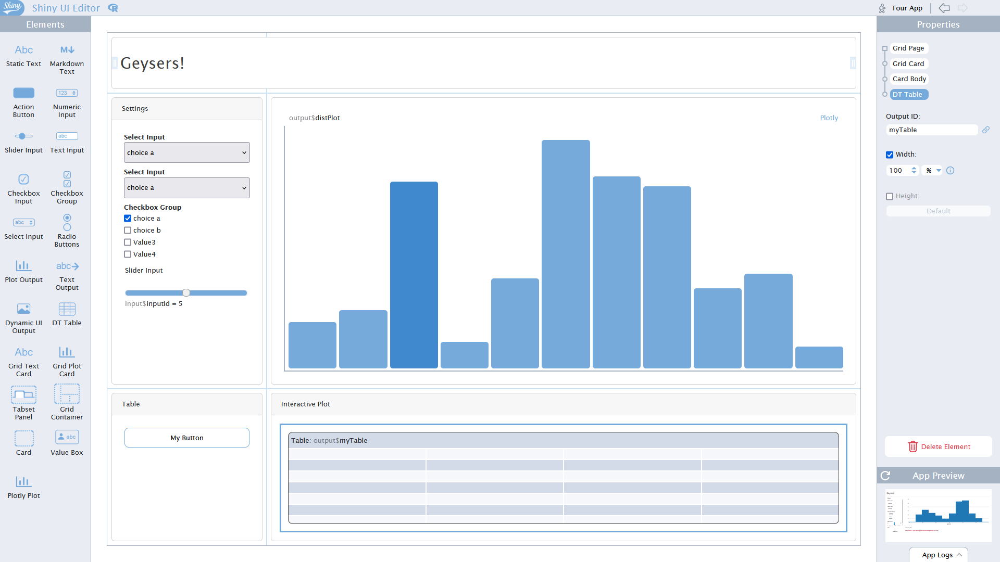 Shiny
Shiny UI Editor
Tour App
Elements
Abc
Static Text
M
Markdown
Text
Action
Button
123
Numeric
Input
Slider Input
abc
Text Input
Checkbox
Input
Checkbox
Group
abc
Select Input
Radio
Buttons
Plot Output
abc
Text
Output
Dynamic UI
Output
DT Table
Abc
Grid Text
Card
Grid Plot
Card
Tabset
Panel
Grid
Container
Card
abc
Value Box
Plotly Plot
Geysers!
Settings
Select Input
choice a
Select Input
choice a
Checkbox Group
choice a
choice b
Value3
Value4
Slider Input
input$inputId = 5
output$distPlot
Plotly
Table
My Button
Interactive Plot
Table: output$myTable
Properties
Grid Page
Grid Card
Card Body
DT Table
Output ID:
myTable
Width:
100
%
Height:
Default
Delete Element
App Preview
App Logs